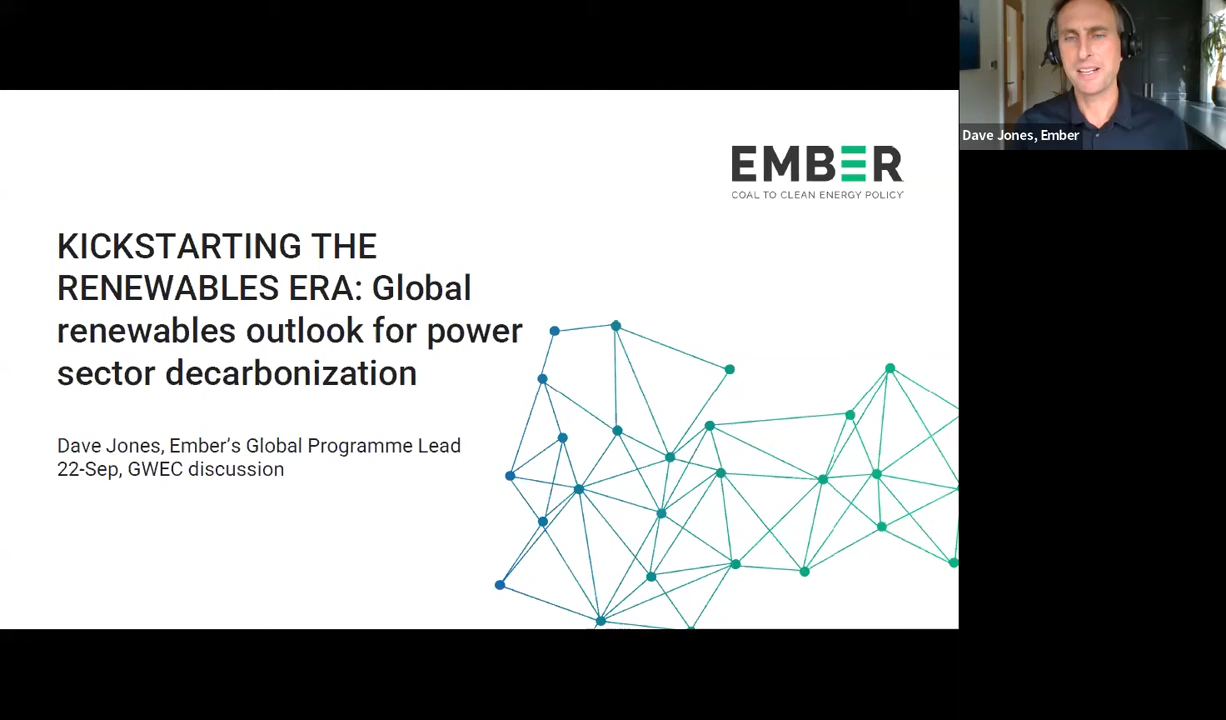 EMBER
COAL TO CLEAN ENERGY POLICY
KICKSTARTING THE
RENEWABLES ERA: Global
renewables outlook for power
sector decarbonization
Dave Jones, Ember’s Global Programme Lead
22-Sep, GWEC discussion
Dave Jones, Ember